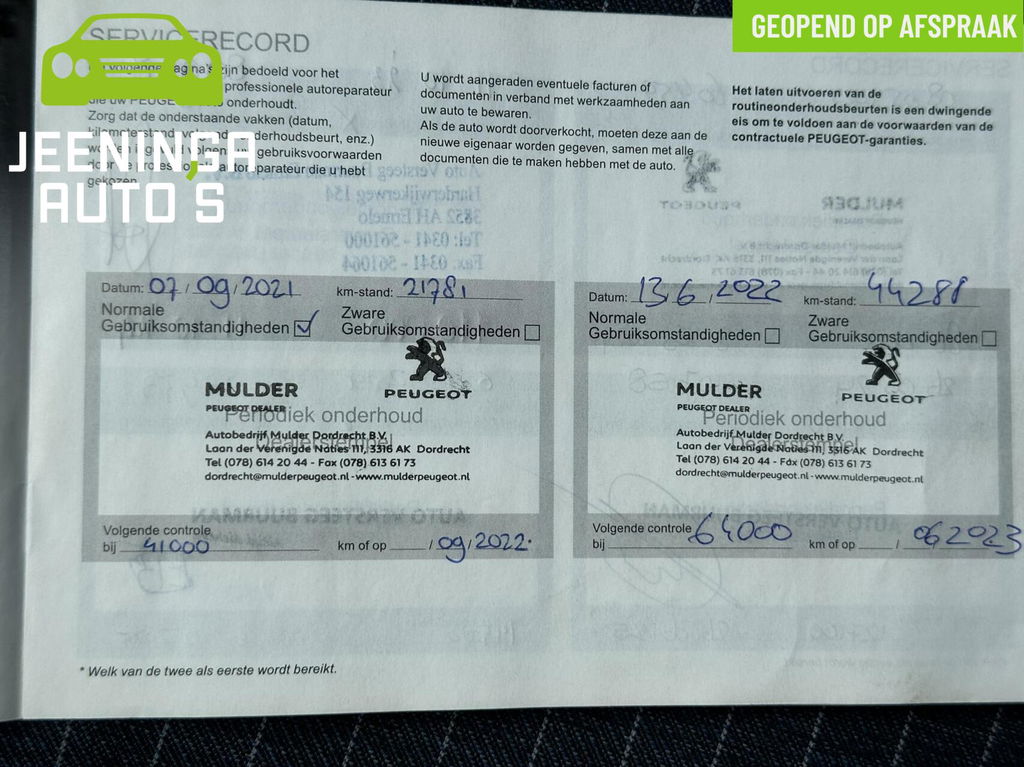 GEOPEND OP AFSPRAAK
JEENINGA
AUTO'S
SERVICERECORD
zijn bedoeld voor het
professionele autoreparateur
onderhoudt.
Zorg dat de onderstaande vakken (datum,
gebruiksvoorwaarden
autoreparateur die u hebt
gekozen
U wordt aangeraden eventuele facturen of
documenten in verband met werkzaamheden aan
uw auto te bewaren.
Als de auto wordt doorverkocht, moeten deze aan de
nieuwe eigenaar worden gegeven, samen met alle
documenten die te maken hebben met de auto.
Het laten uitvoeren van de
routineonderhoudsbeurten is een dwingende
eis om te voldoen aan de voorwaarden van de
contractuele PEUGEOT-garanties.
Datum: 07/09/2021 km-stand: 21781
Normale
Gebruiksomstandigheden
Zware
Gebruiksomstandigheden
MULDER
PEUGEOT DEALER
PEUGEOT
Periodiek onderhoud
Dealerstempel
Autobedrijf Mulder Dordrecht B.V.
Laan der Verenigde Naties 111, 3316 AK Dordrecht
Tel (078) 614 20 44 - Fax (078) 613 61 73
dordrecht@mulderpeugeot.nl - www.mulderpeugeot.nl
Volgende controle
bij 41000 km of op / 09/2022.
Datum: 13/6/2022 km-stand: 44288
Normale
Gebruiksomstandigheden
Zware
Gebruiksomstandigheden
MULDER
PEUGEOT DEALER
PEUGEOT
Periodiek onderhoud
Dealerstempel
Autobedrijf Mulder Dordrecht B.V.
Laan der Verenigde Naties 111, 3316 AK Dordrecht
Tel (078) 614 20 44 - Fax (078) 613 61 73
dordrecht@mulderpeugeot.nl - www.mulderpeugeot.nl
Volgende controle
bij 64000 km of op / 06 2023
* Welk van de twee als eerste wordt bereikt.